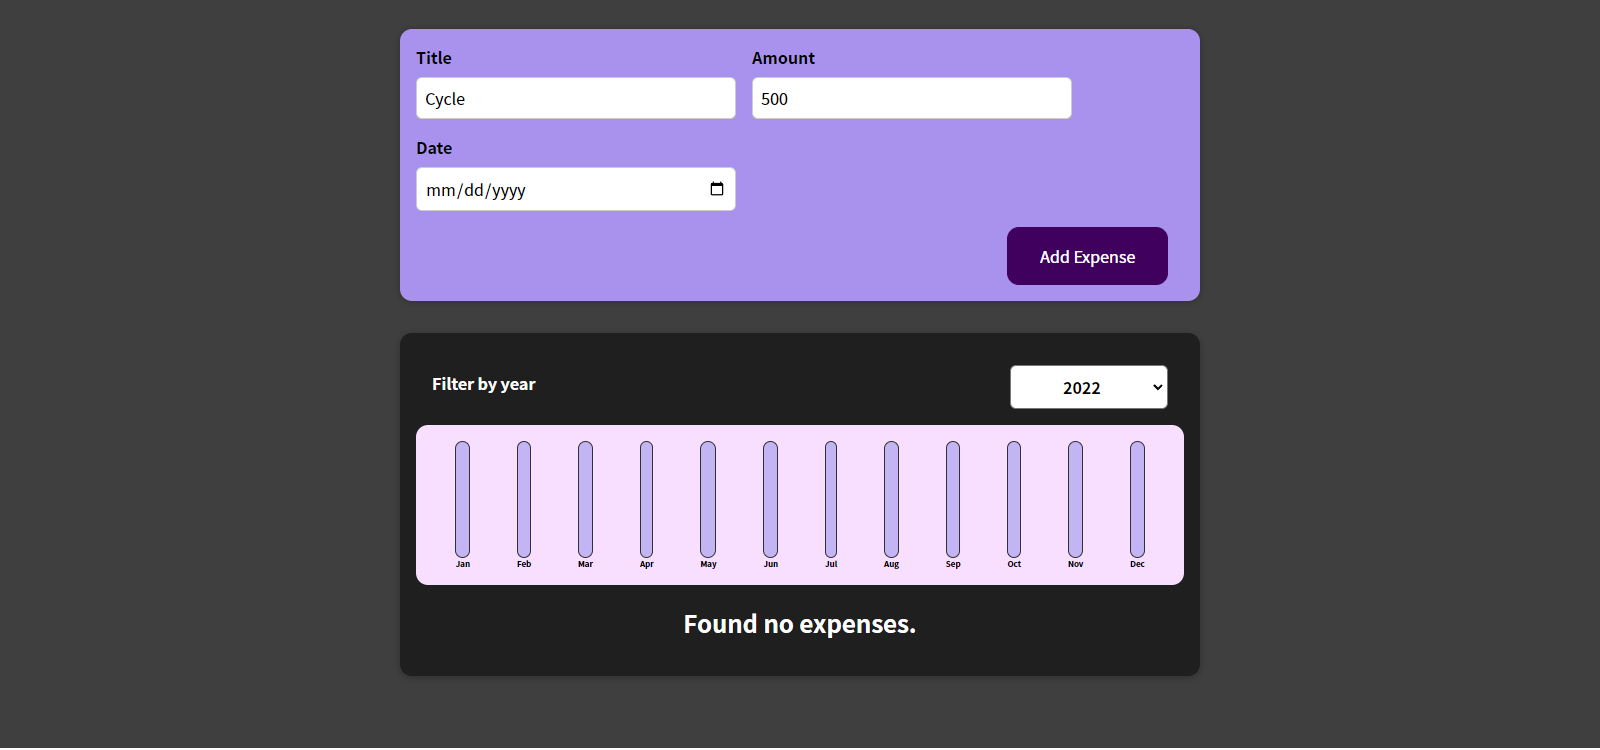 Title Amount
Cycle 500
Date
mm/dd/yyyy
Add Expense
Filter by year 2022
Jan Feb Mar Apr May Jun Jul Aug Sep Oct Nov Dec
Found no expenses.